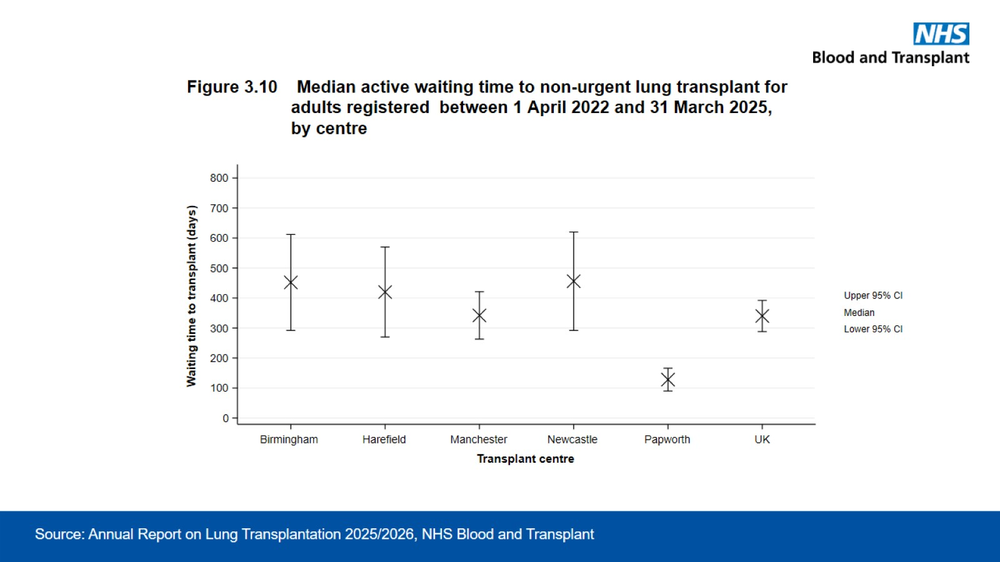 NHS
Blood and Transplant
Figure 3.10 Median active waiting time to non-urgent lung transplant for
adults registered between 1 April 2022 and 31 March 2025,
by centre
Waiting time to transplant (days)
800
700
600
500
400
300
200
100
0
Birmingham Harefield Manchester Newcastle Papworth UK
Transplant centre
Upper 95% CI
Median
Lower 95% CI
Source: Annual Report on Lung Transplantation 2025/2026, NHS Blood and Transplant